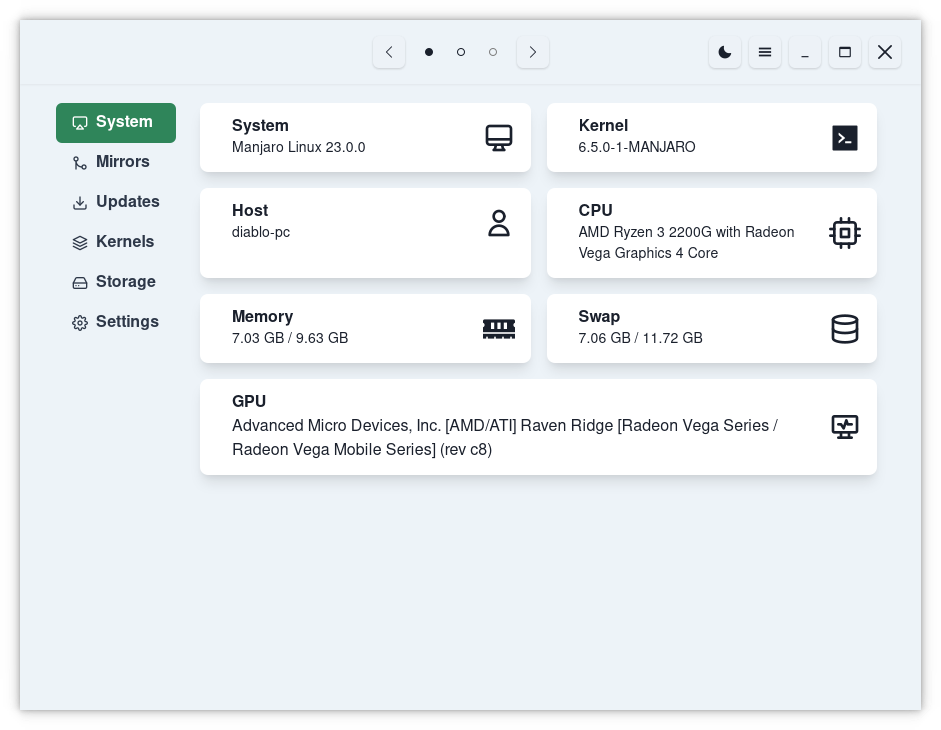 System
Mirrors
Updates
Kernels
Storage
Settings
System
Manjaro Linux 23.0.0
Kernel
6.5.0-1-MANJARO
Host
diablo-pc
CPU
AMD Ryzen 3 2200G with Radeon
Vega Graphics 4 Core
Memory
7.03 GB / 9.63 GB
Swap
7.06 GB / 11.72 GB
GPU
Advanced Micro Devices, Inc. [AMD/ATI] Raven Ridge [Radeon Vega Series /
Radeon Vega Mobile Series] (rev c8)